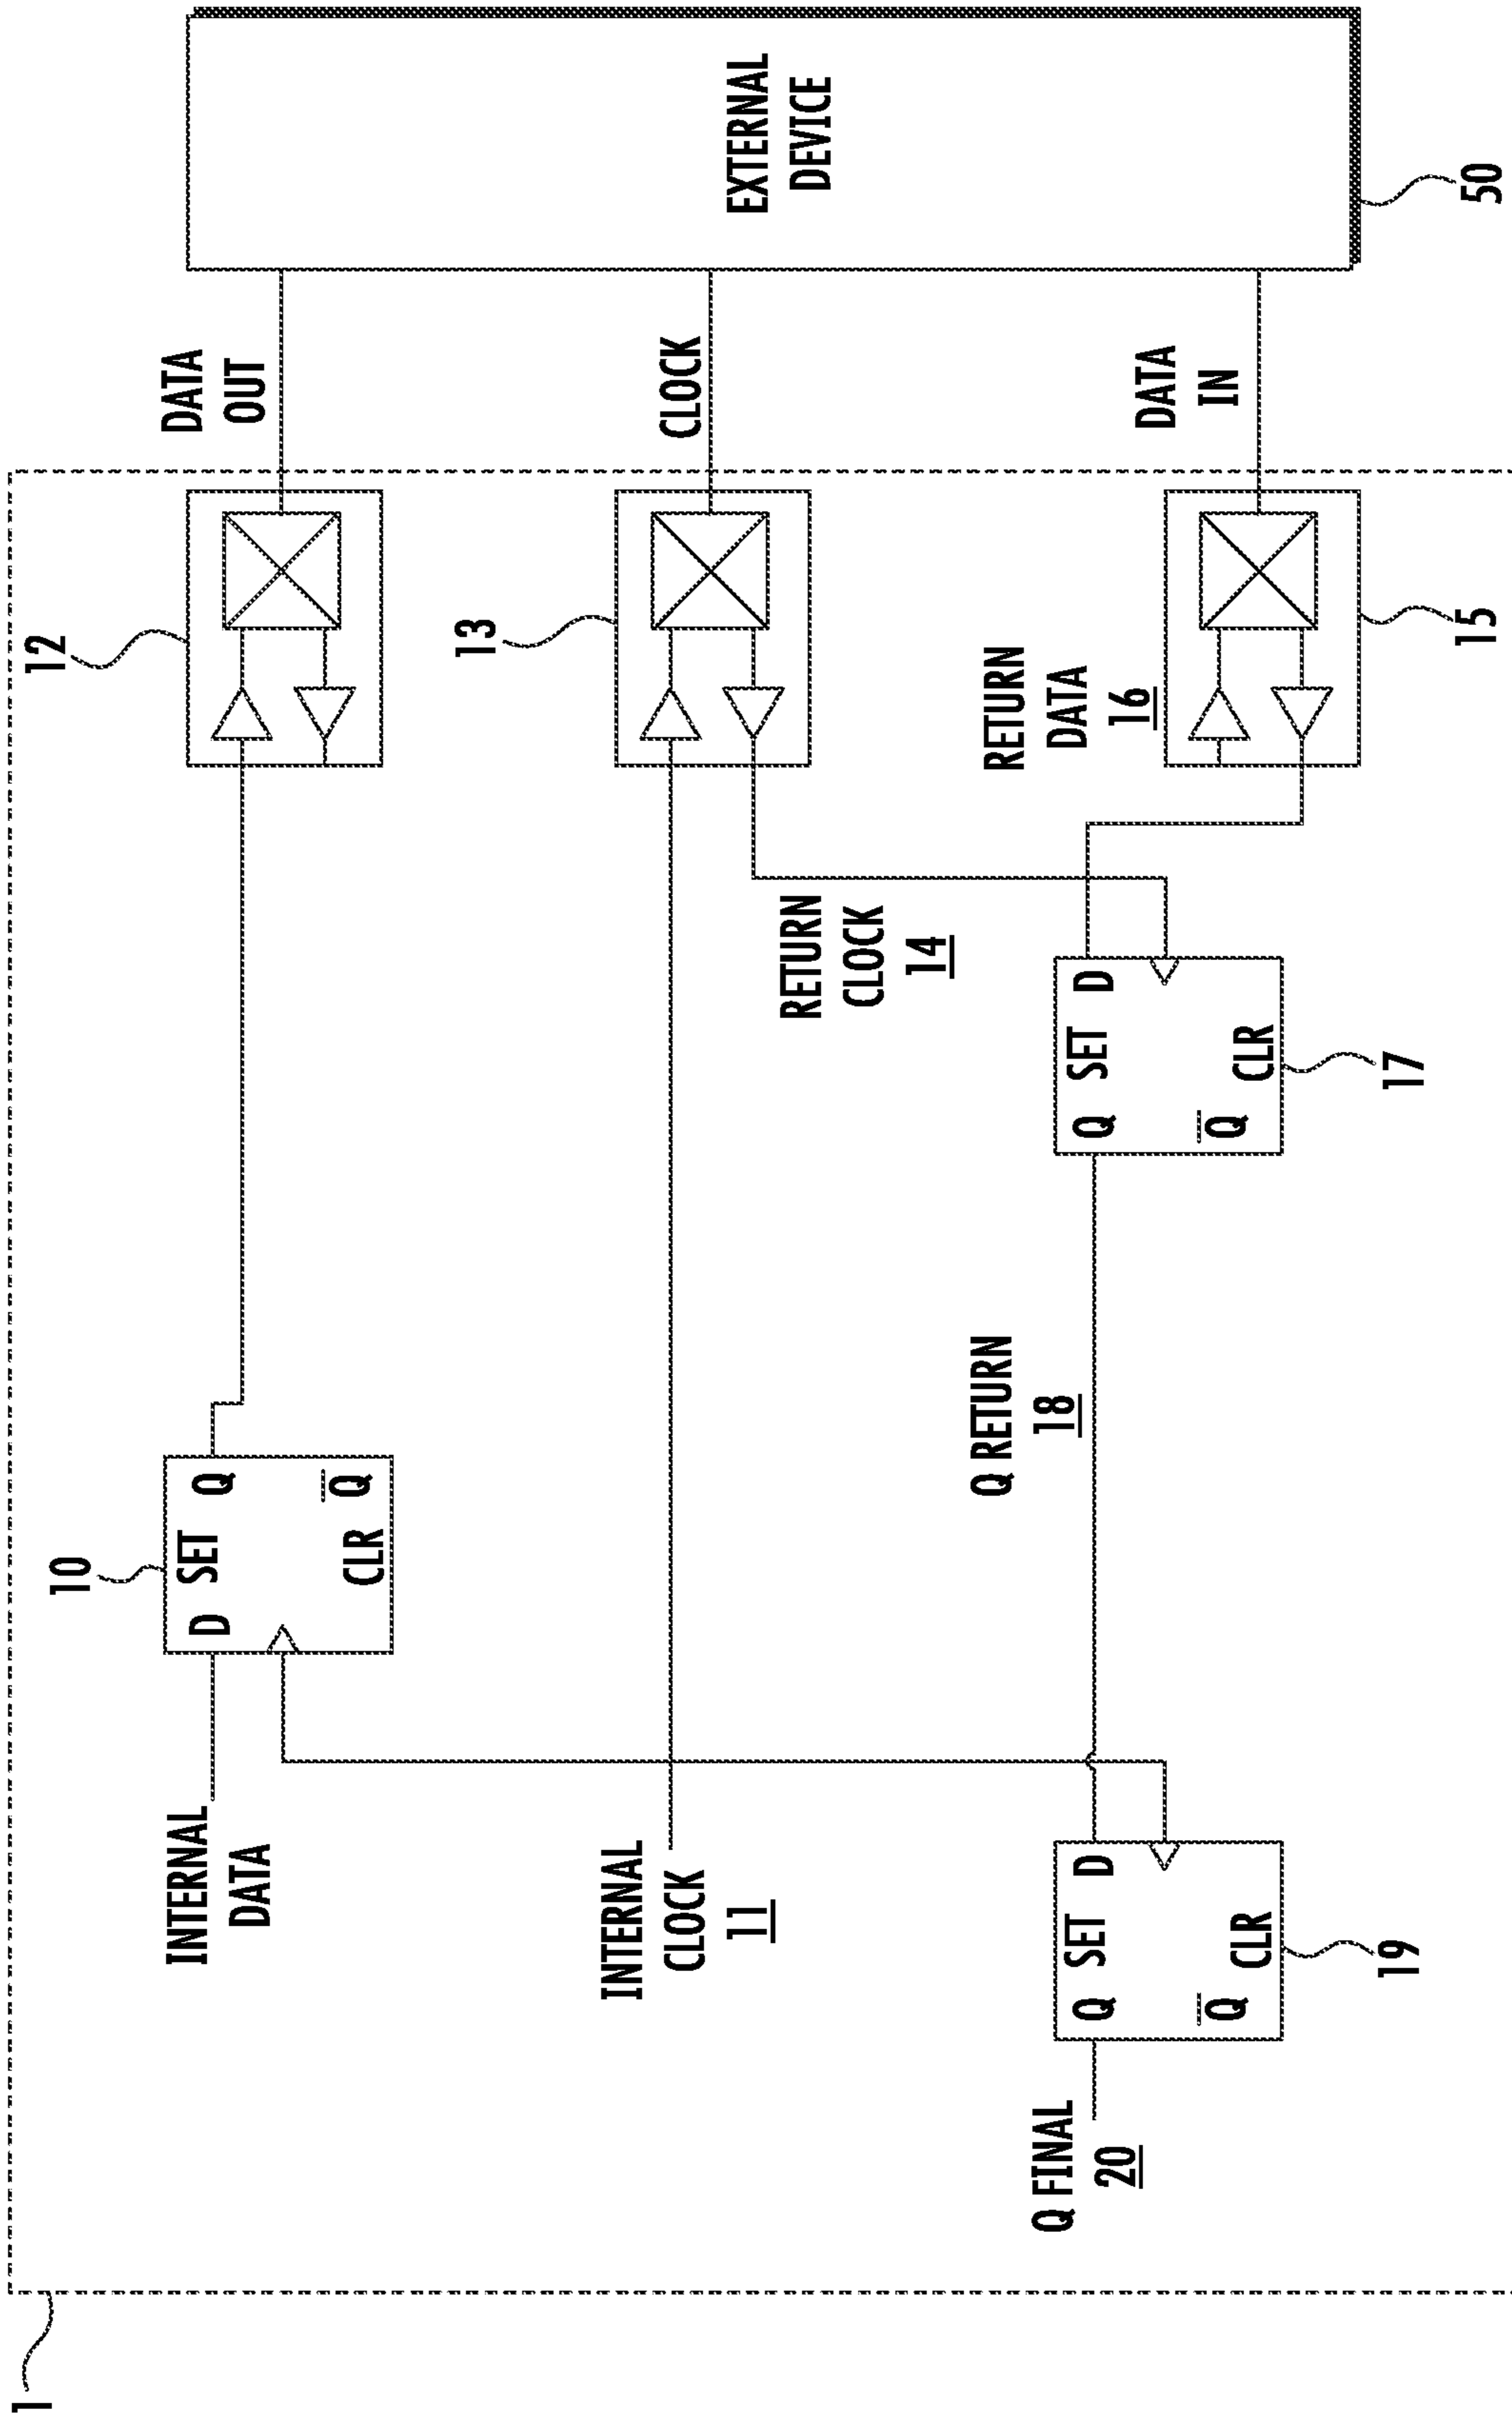 1
12
DATA
OUT
EXTERNAL
DEVICE
10
INTERNAL
DATA
D SET Q
CLR Q
13
CLOCK
INTERNAL
CLOCK
11
RETURN
CLOCK
14
RETURN
DATA
16
DATA
IN
Q RETURN
18
Q FINAL
20
Q SET D
Q CLR
19
Q SET D
Q CLR
17
15
50